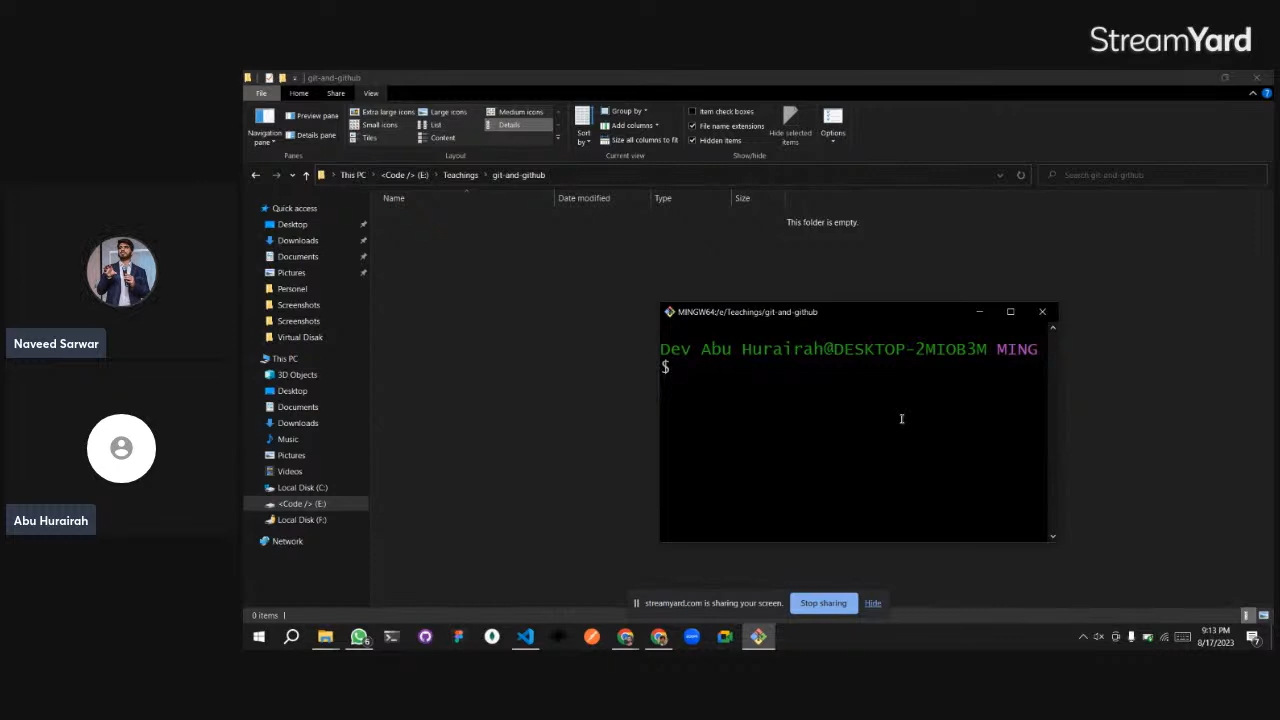 StreamYard
git-and-github
File Home Share View
Navigation pane
Preview pane
Details pane
Panes
Extra large icons Large icons Medium icons
Small icons List Details
Tiles Content
Layout
Sort by
Group by
Add columns
Size all columns to fit
Current view
Item check boxes
File name extensions
Hidden items
Hide selected items
Show/hide
Options
This PC <Code /> (E:) Teachings git-and-github
Search git-and-github
Name Date modified Type Size
This folder is empty.
Quick access
Desktop
Downloads
Documents
Pictures
Personel
Screenshots
Screenshots
Virtual Disak
This PC
3D Objects
Desktop
Documents
Downloads
Music
Pictures
Videos
Local Disk (C:)
<Code /> (E:)
Local Disk (F:)
Network
0 items
Naveed Sarwar
Abu Hurairah
MINGW64:/e/Teachings/git-and-github
Dev Abu Hurairah@DESKTOP-2MIOB3M MING
$
streamyard.com is sharing your screen. Stop sharing Hide
9:13 PM
8/17/2023